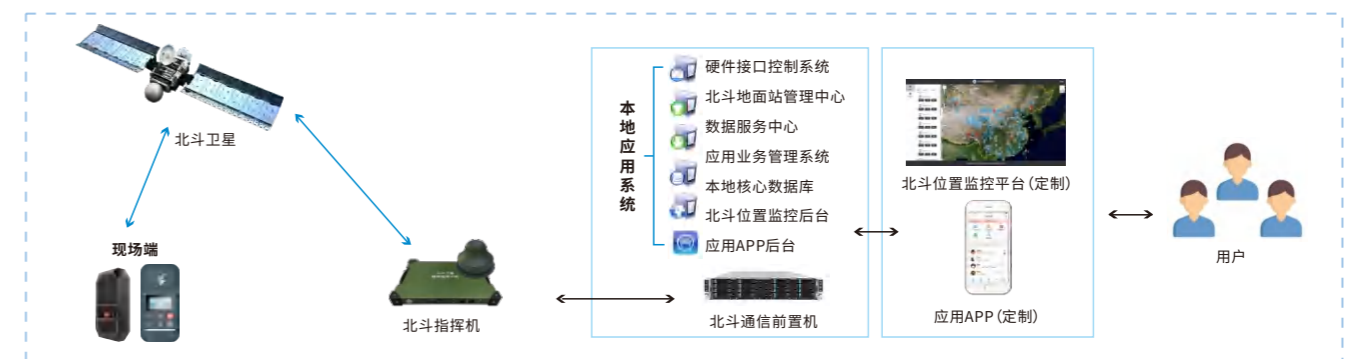 北斗卫星
现场端
北斗指挥机
本地应用系统
硬件接口控制系统
北斗地面站管理中心
数据服务中心
应用业务管理系统
本地核心数据库
北斗位置监控后台
应用APP后台
北斗通信前置机
北斗位置监控平台(定制)
应用APP(定制)
用户